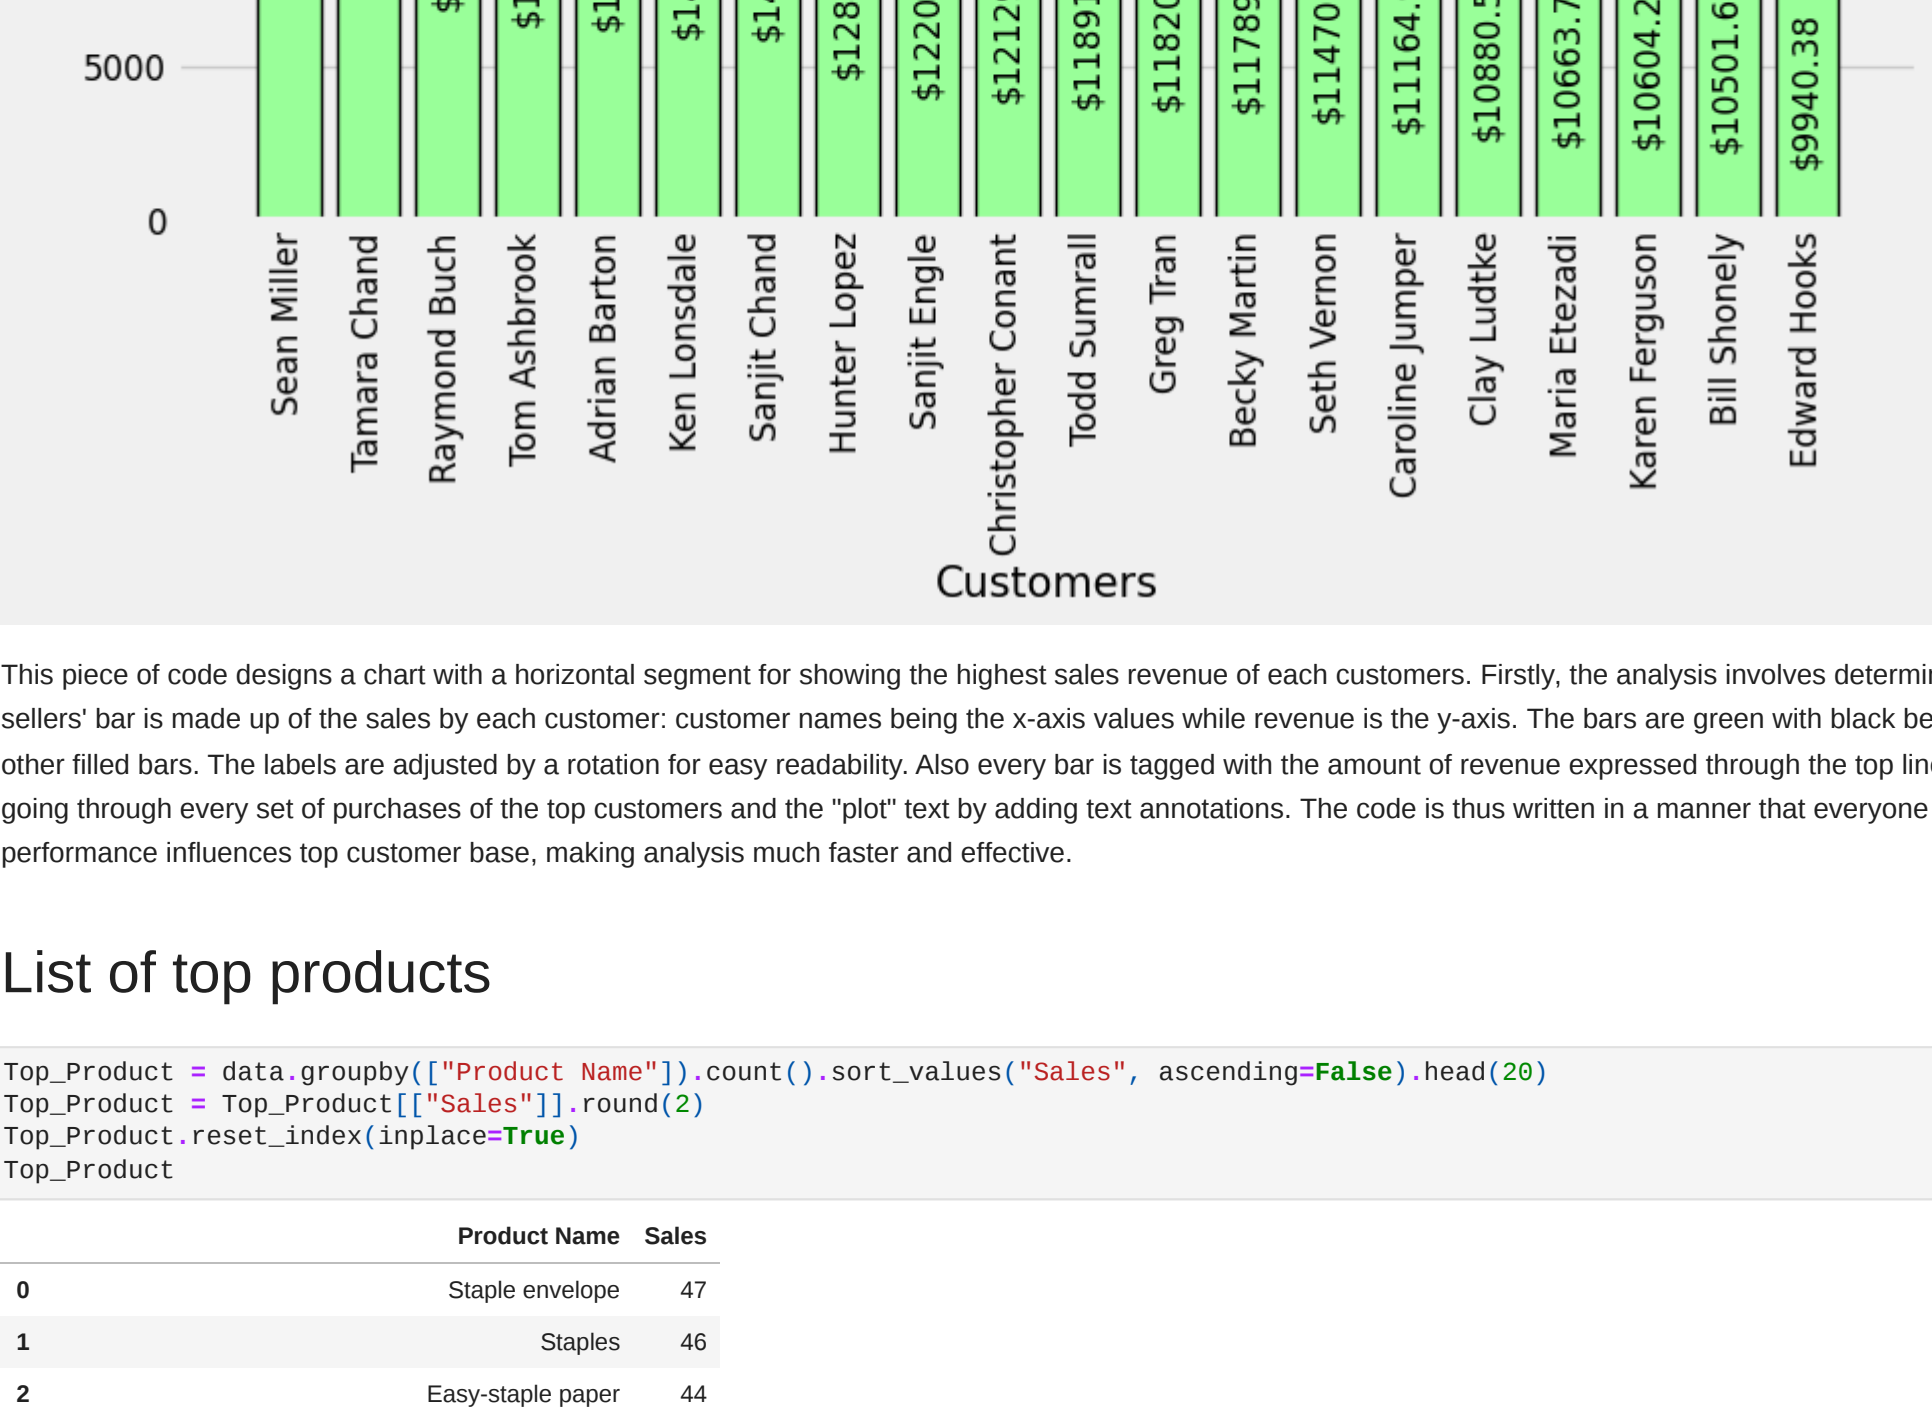 5000
0
$128
$1220
$1212
$11891
$11820
$11789
$11470
$11164.
$10880.5
$10663.7
$10604.2
$10501.6
$9940.38
Sean Miller
Tamara Chand
Raymond Buch
Tom Ashbrook
Adrian Barton
Ken Lonsdale
Sanjit Chand
Hunter Lopez
Sanjit Engle
Christopher Conant
Todd Sumrall
Greg Tran
Becky Martin
Seth Vernon
Caroline Jumper
Clay Ludtke
Maria Etezadi
Karen Ferguson
Bill Shonely
Edward Hooks
Customers
This piece of code designs a chart with a horizontal segment for showing the highest sales revenue of each customers. Firstly, the analysis involves
sellers' bar is made up of the sales by each customer: customer names being the x-axis values while revenue is the y-axis. The bars are green with black
other filled bars. The labels are adjusted by a rotation for easy readability. Also every bar is tagged with the amount of revenue expressed through the top
going through every set of purchases of the top customers and the "plot" text by adding text annotations. The code is thus written in a manner that everyone
performance influences top customer base, making analysis much faster and effective.
List of top products
Top_Product = data.groupby(["Product Name"]).count().sort_values("Sales", ascending=False).head(20)
Top_Product = Top_Product[["Sales"]].round(2)
Top_Product.reset_index(inplace=True)
Top_Product
Product Name Sales
0 Staple envelope 47
1 Staples 46
2 Easy-staple paper 44